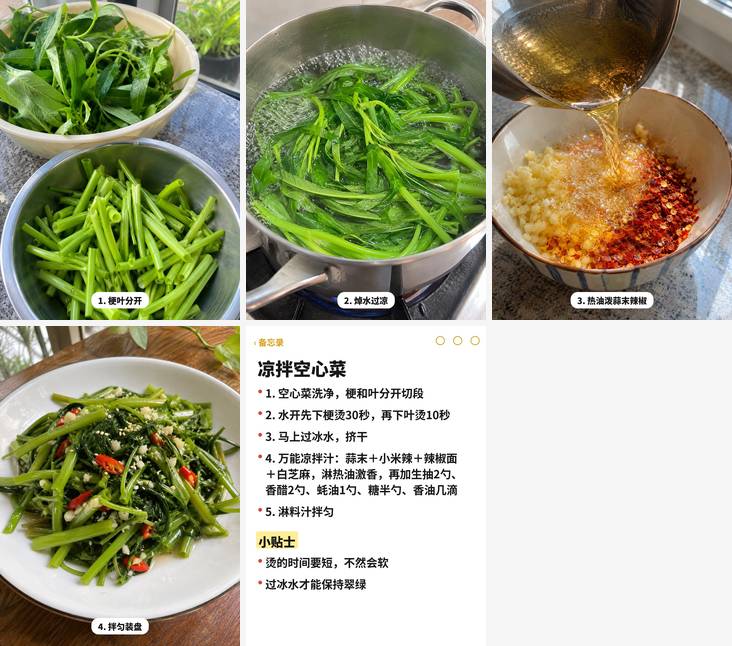 1. 梗叶分开
2. 焯水过凉
3. 热油泼蒜末辣椒
4. 拌匀装盘
‹ 备忘录
凉拌空心菜
• 1. 空心菜洗净，梗和叶分开切段
• 2. 水开先下梗烫30秒，再下叶烫10秒
• 3. 马上过冰水，挤干
• 4. 万能凉拌汁：蒜末＋小米辣＋辣椒面
＋白芝麻，淋热油激香，再加生抽2勺、
香醋2勺、蚝油1勺、糖半勺、香油几滴
• 5. 淋料汁拌匀
小贴士
• 烫的时间要短，不然会软
• 过冰水才能保持翠绿